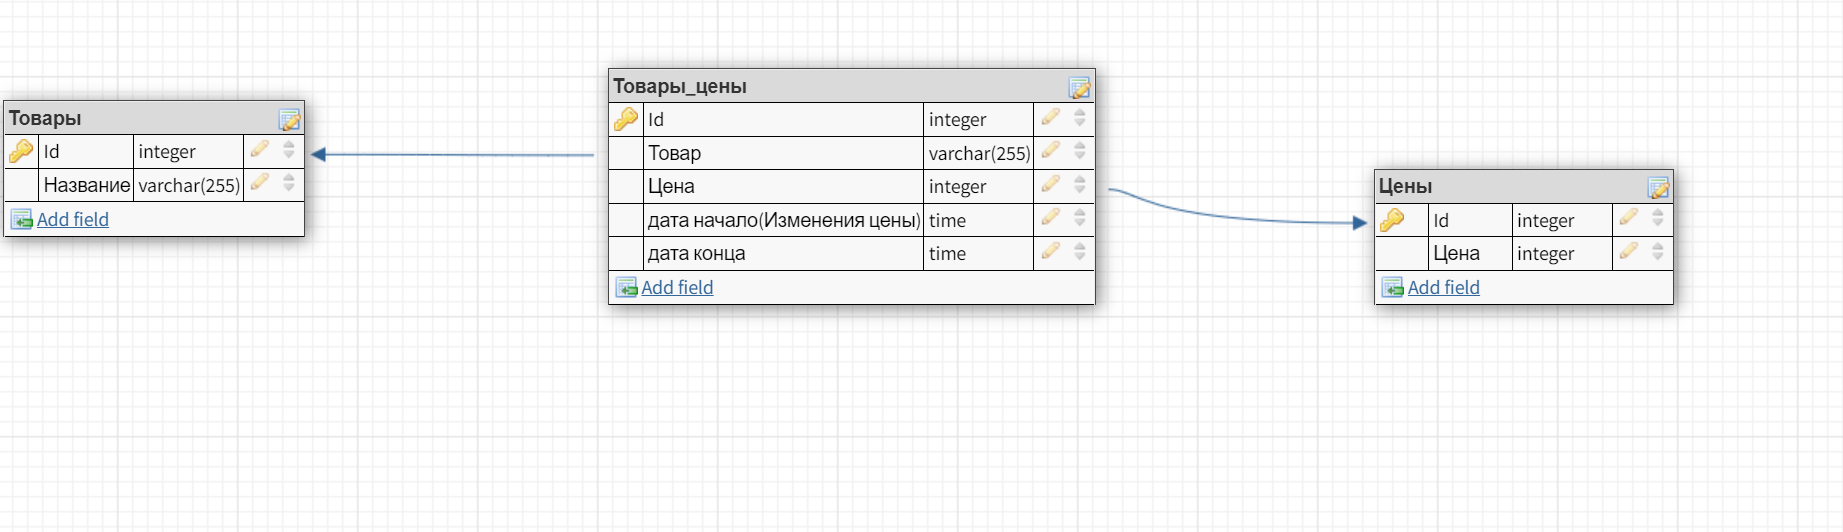 Товары
Id integer
Название varchar(255)
Add field
Товары_цены
Id integer
Товар varchar(255)
Цена integer
дата начало(Изменения цены) time
дата конца time
Add field
Цены
Id integer
Цена integer
Add field